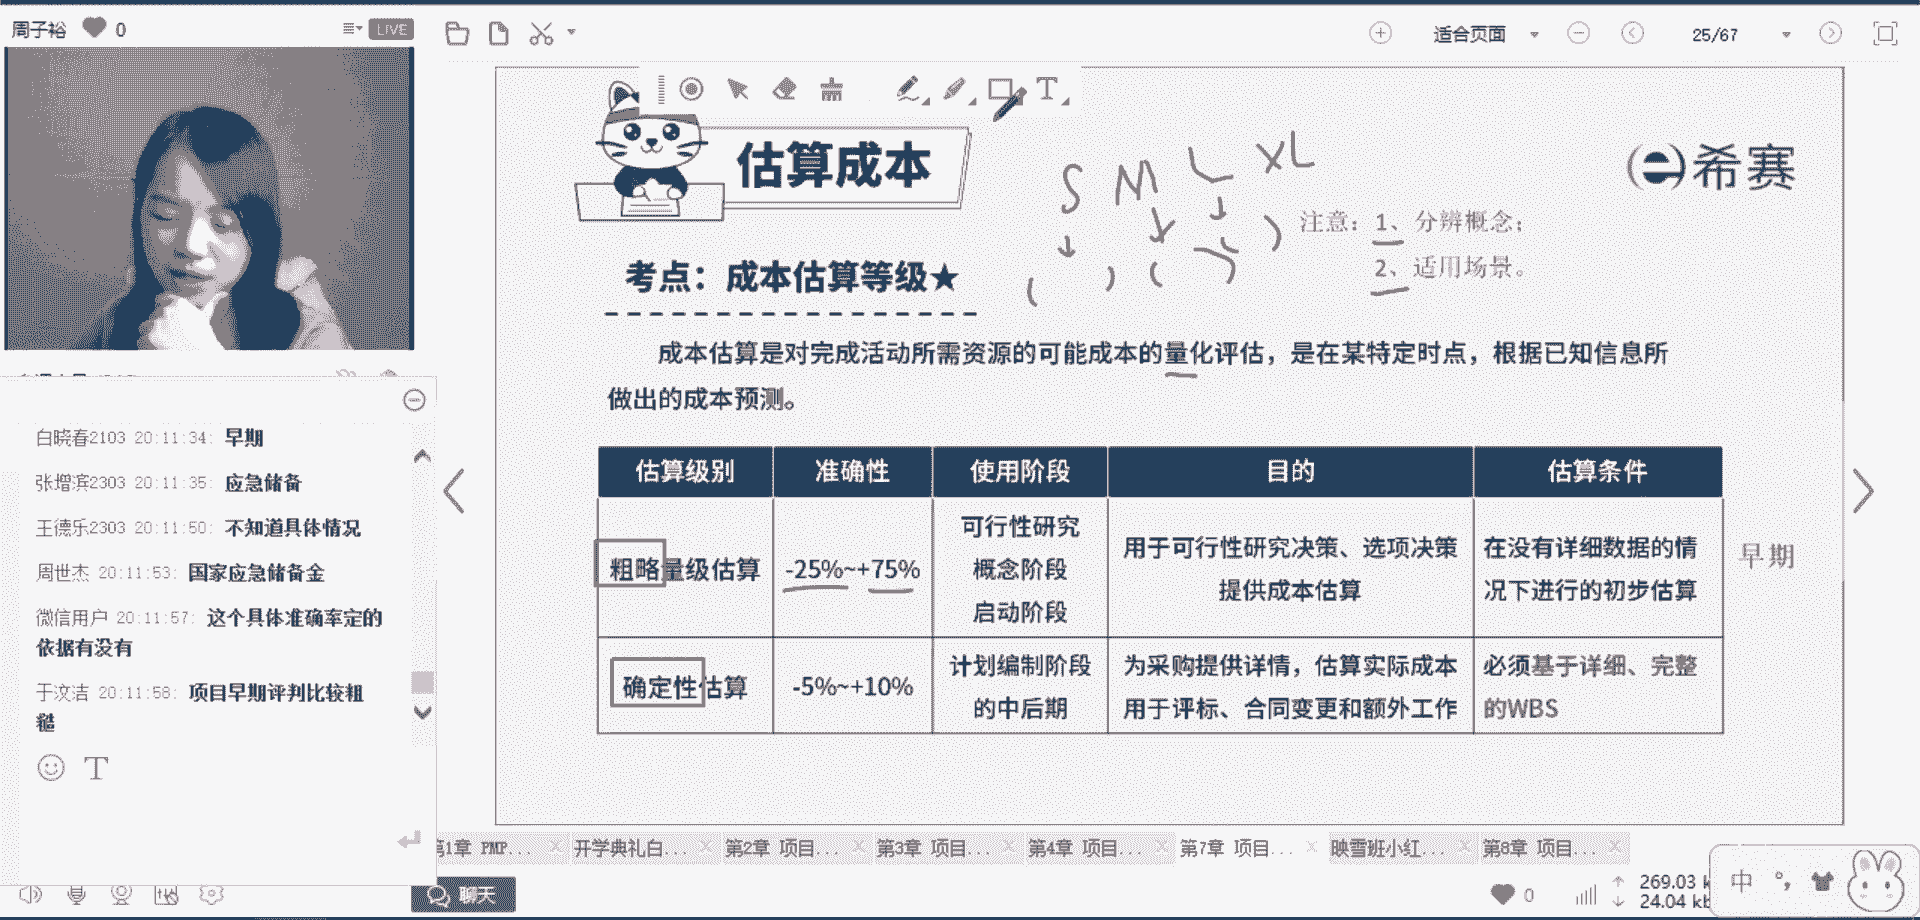 周子裕 0
LIVE
适合页面
25/67
估算成本
希赛
S M L XL
注意：1、分辨概念；
2、适用场景。
考点：成本估算等级★
成本估算是对完成活动所需资源的可能成本的量化评估，是在某特定时点，根据已知信息所
做出的成本预测。
估算级别 准确性 使用阶段 目的 估算条件
粗略量级估算 -25%~+75% 可行性研究
概念阶段
启动阶段
用于可行性研究决策、选项决策
提供成本估算
在没有详细数据的情
况下进行的初步估算
早期
确定性估算 -5%~+10% 计划编制阶段
的中后期
为采购提供详情，估算实际成本
用于评标、合同变更和额外工作
必须基于详细、完整
的WBS
白晓春2103 20:11:34: 早期
张增滨2303 20:11:35: 应急储备
王德乐2303 20:11:50: 不知道具体情况
周世杰 20:11:53: 国家应急储备金
微信用户 20:11:57: 这个具体准确率定的
依据有没有
于汶洁 20:11:58: 项目早期评判比较粗
糙
T
第1章 PMP... 开学典礼白... 第2章 项目... 第3章 项目... 第4章 项目... 第7章 项目... 映雪班小红... 第8章 项目...
聊天
0
269.03
24.04 kb
中